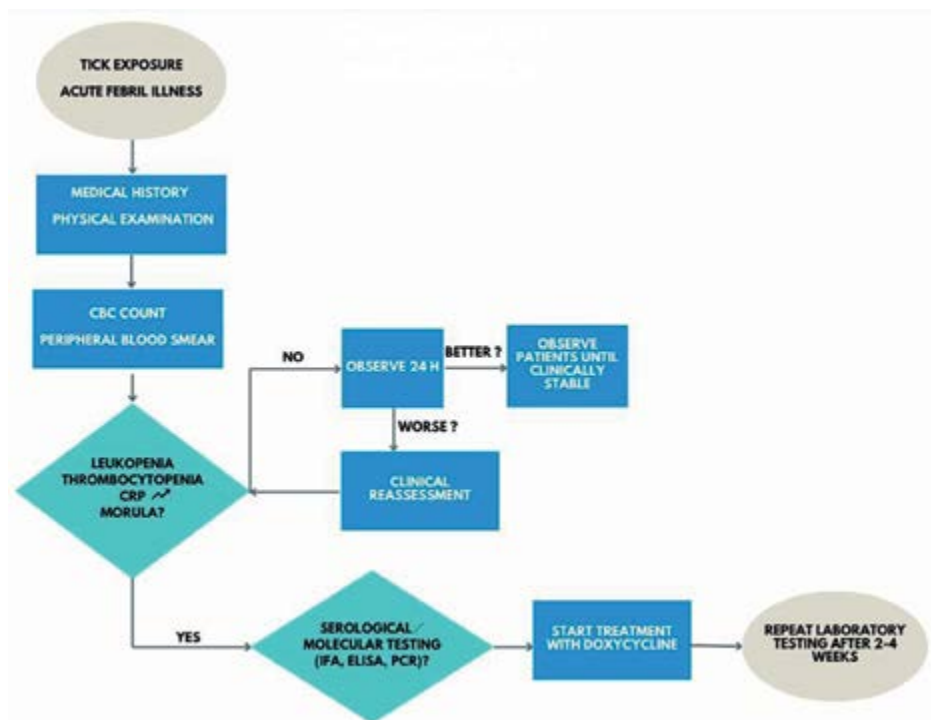 TICK EXPOSURE
ACUTE FEBRIL ILLNESS
MEDICAL HISTORY
PHYSICAL EXAMINATION
CBC COUNT
PERIPHERAL BLOOD SMEAR
LEUKOPENIA
THROMBOCYTOPENIA
CRP
MORULA?
NO
OBSERVE 24 H
BETTER ?
OBSERVE
PATIENTS UNTIL
CLINICALLY
STABLE
WORSE ?
CLINICAL
REASSESSMENT
YES
SEROLOGICAL/
MOLECULAR TESTING
(IFA, ELISA, PCR)?
START TREATMENT
WITH DOXYCYCLINE
REPEAT LABORATORY
TESTING AFTER 2-4
WEEKS